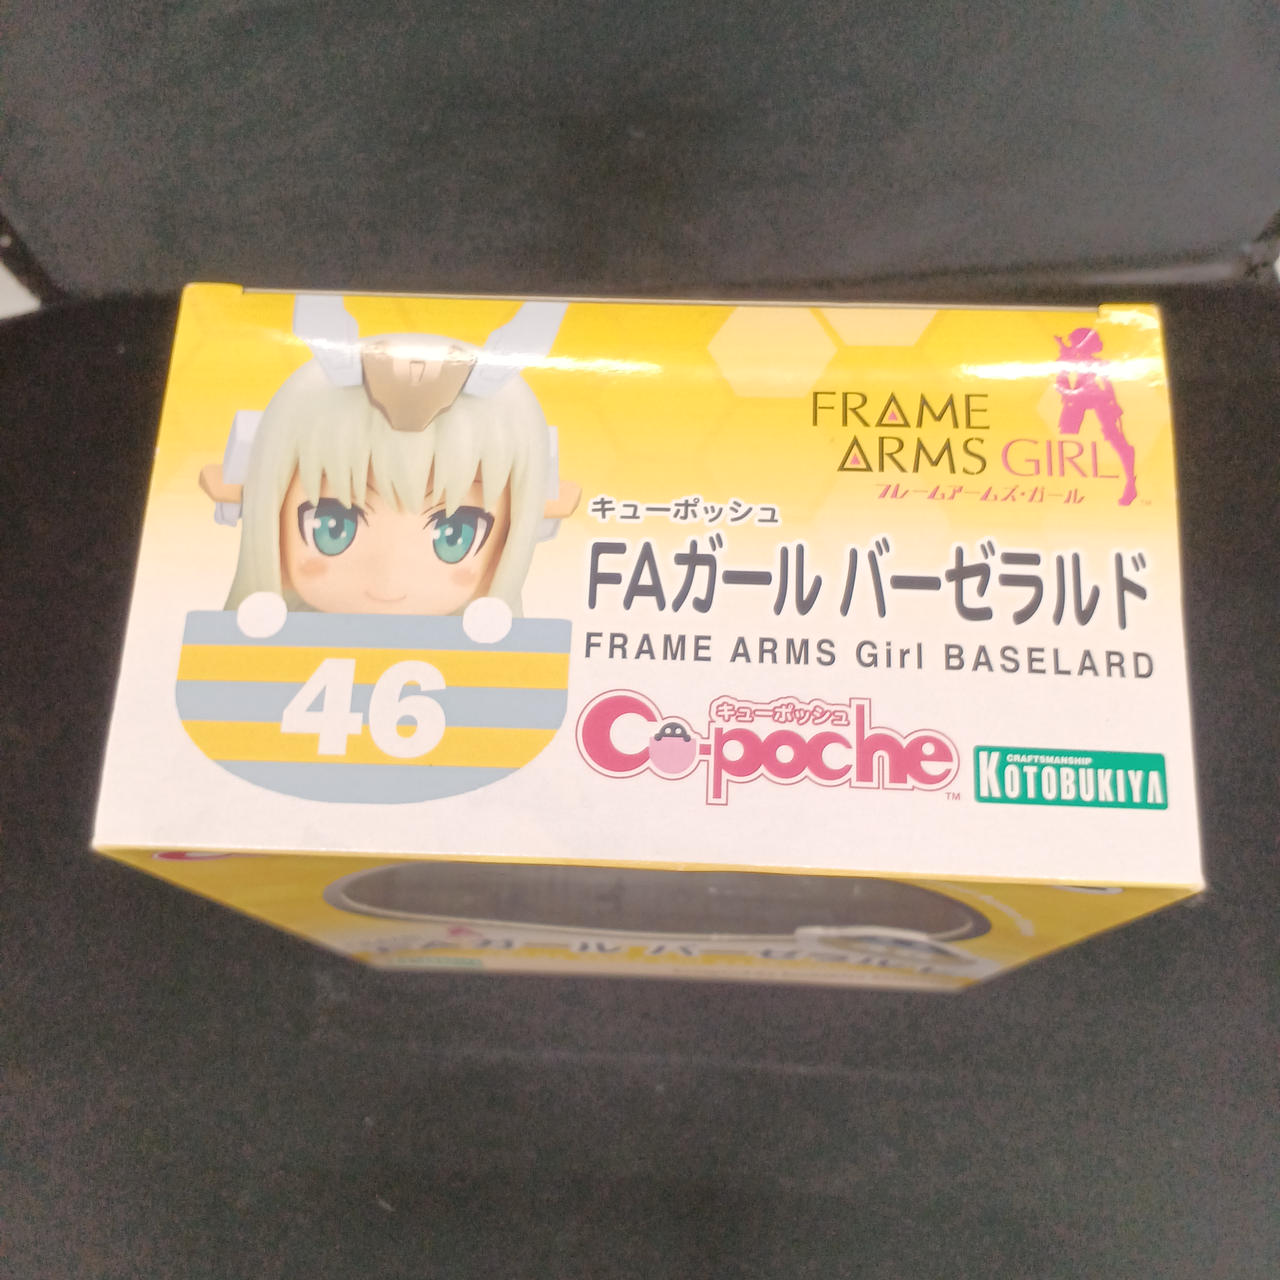 FRAME
ARMS GIRL
フレームアームズ・ガール
TM
キューポッシュ
FAガール バーゼラルド
FRAME ARMS Girl BASELARD
46
キューポッシュ
Cu-poche
TM
CRAFTSMANSHIP
KOTOBUKIYA